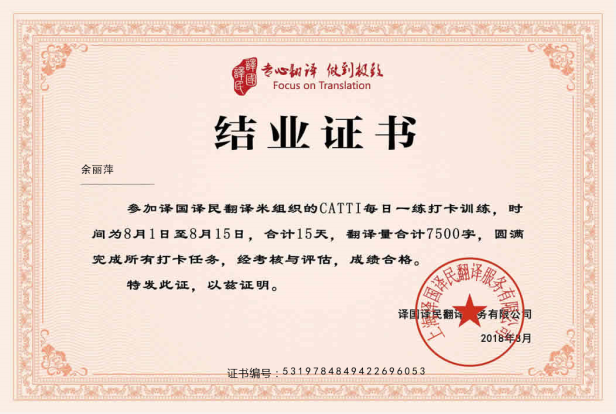 譯國譯民
专心翻译 做到极致
Focus on Translation
结业证书
余丽萍
参加译国译民翻译米组织的CATTI每日一练打卡训练，时
间为8月1日至8月15日，合计15天，翻译量合计7500字，圆满
完成所有打卡任务，经考核与评估，成绩合格。
特发此证，以兹证明。
上海译国译民翻译服务有限公司
译国译民翻译服务有限公司
2018年8月
证书编号：5319784849422696053